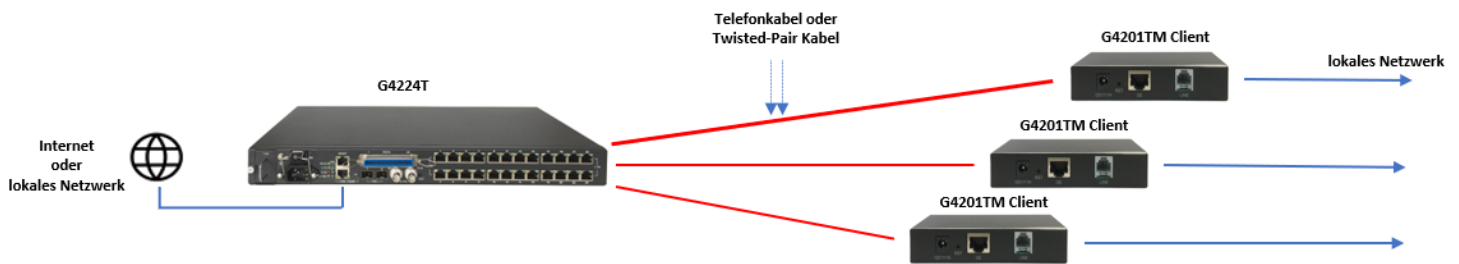 Telefonkabel oder
Twisted-Pair Kabel
G4201TM Client
lokales Netzwerk
G4224T
G4201TM Client
Internet
oder
lokales Netzwerk
G4201TM Client